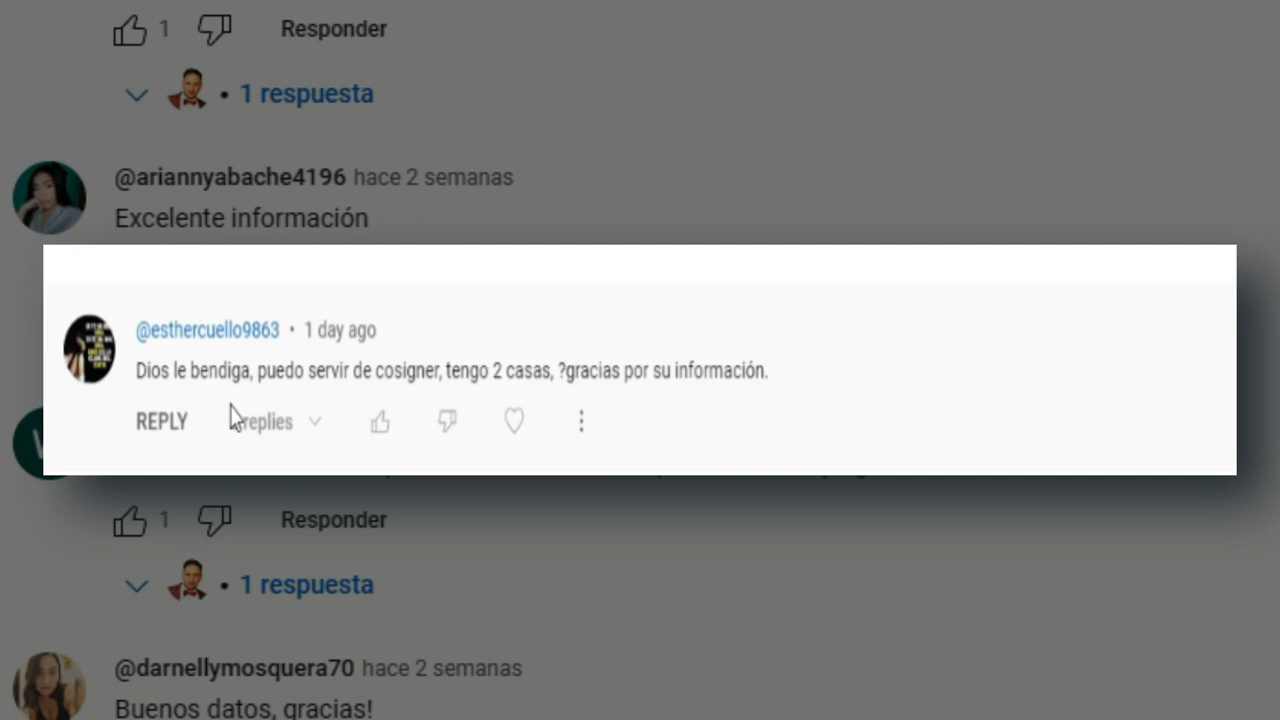 1 Responder
• 1 respuesta
@ariannyabache4196 hace 2 semanas
Excelente información
@esthercuello9863 • 1 day ago
Dios le bendiga, puedo servir de cosigner, tengo 2 casas, ?gracias por su información.
REPLY replies
1 Responder
• 1 respuesta
@darnellymosquera70 hace 2 semanas
Buenos datos, gracias!